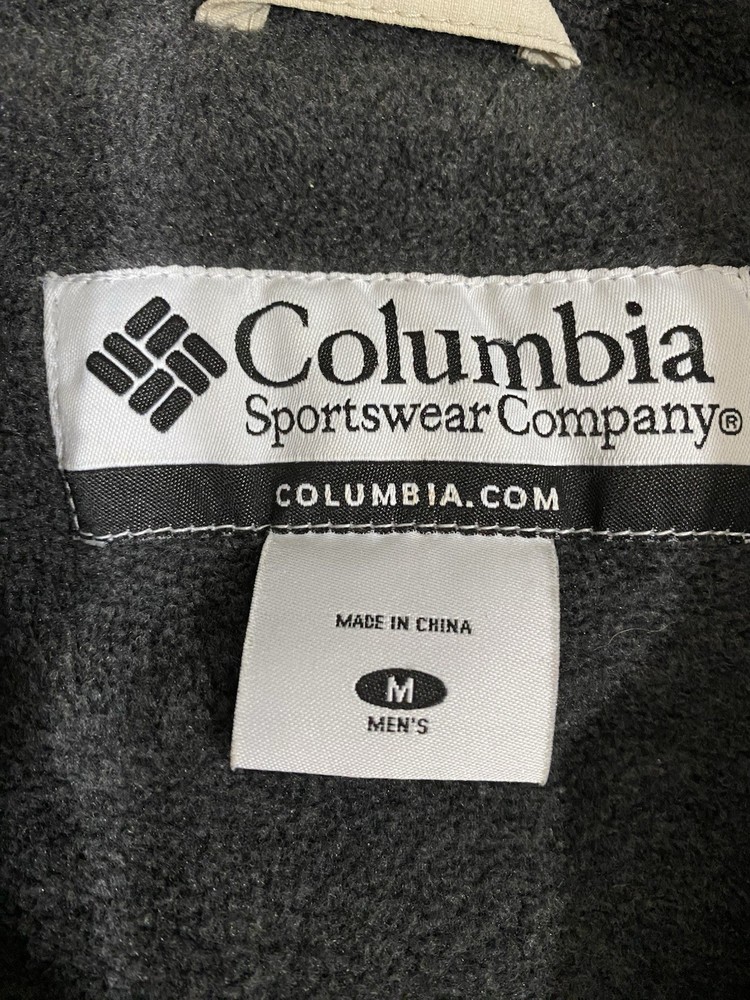 Columbia
Sportswear Company®
COLUMBIA.COM
MADE IN CHINA
M
MEN'S